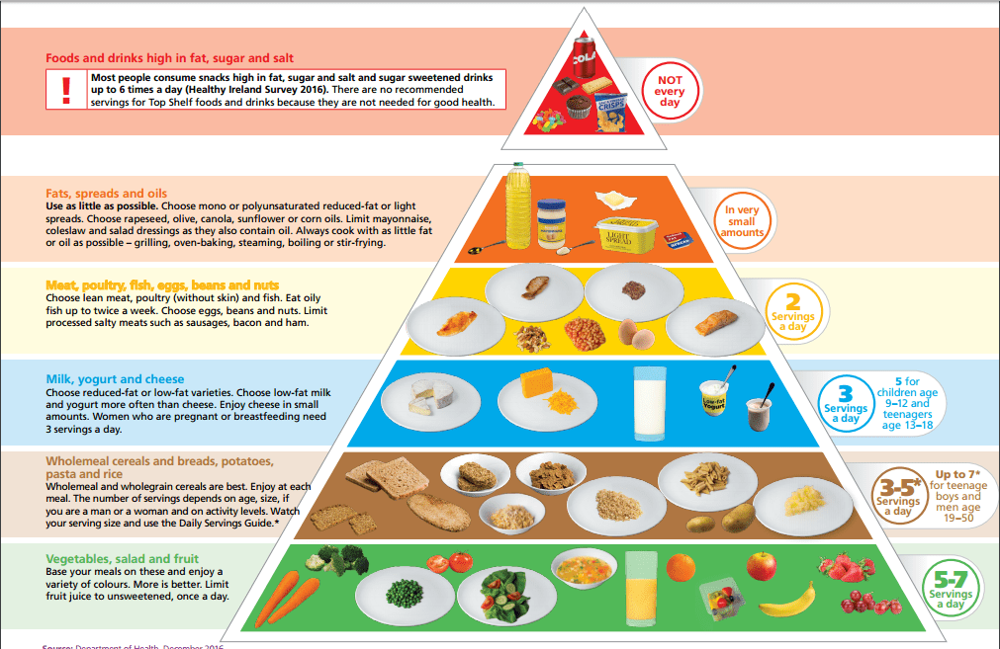 Foods and drinks high in fat, sugar and salt
!
Most people consume snacks high in fat, sugar and salt and sugar sweetened drinks
up to 6 times a day (Healthy Ireland Survey 2016). There are no recommended
servings for Top Shelf foods and drinks because they are not needed for good health.
COLA
CRISPS
NOT
every
day
Fats, spreads and oils
Use as little as possible. Choose mono or polyunsaturated reduced-fat or light
spreads. Choose rapeseed, olive, canola, sunflower or corn oils. Limit mayonnaise,
coleslaw and salad dressings as they also contain oil. Always cook with as little fat
or oil as possible – grilling, oven-baking, steaming, boiling or stir-frying.
LIGHT
SPREAD
In very
small
amounts
Meat, poultry, fish, eggs, beans and nuts
Choose lean meat, poultry (without skin) and fish. Eat oily
fish up to twice a week. Choose eggs, beans and nuts. Limit
processed salty meats such as sausages, bacon and ham.
2
Servings
a day
Milk, yogurt and cheese
Choose reduced-fat or low-fat varieties. Choose low-fat milk
and yogurt more often than cheese. Enjoy cheese in small
amounts. Women who are pregnant or breastfeeding need
3 servings a day.
Low-fat
Yogurt
3
Servings
a day
5 for
children age
9–12 and
teenagers
age 13–18
Wholemeal cereals and breads, potatoes,
pasta and rice
Wholemeal and wholegrain cereals are best. Enjoy at each
meal. The number of servings depends on age, size, if
you are a man or a woman and on activity levels. Watch
your serving size and use the Daily Servings Guide.*
3-5*
Servings
a day
Up to 7*
for teenage
boys and
men age
19–50
Vegetables, salad and fruit
Base your meals on these and enjoy a
variety of colours. More is better. Limit
fruit juice to unsweetened, once a day.
5-7
Servings
a day
Source: Department of Health, December 2016